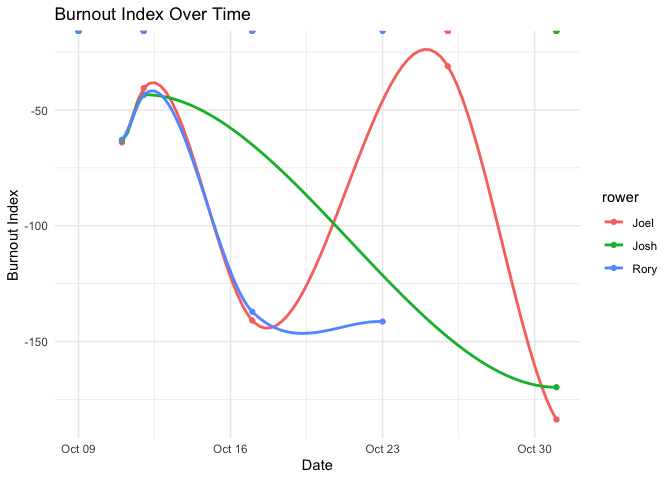 Burnout Index Over Time
Burnout Index
-50
-100
-150
Oct 09
Oct 16
Oct 23
Oct 30
Date
rower
Joel
Josh
Rory